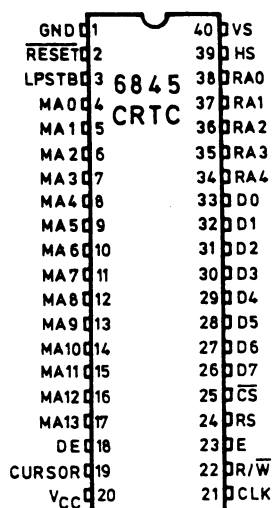 GND 1 40 VS
RESET 2 39 HS
LPSTB 3 38 RA0
MA0 4 6845 37 RA1
MA1 5 CRTC 36 RA2
MA2 6 35 RA3
MA3 7 34 RA4
MA4 8 33 D0
MA5 9 32 D1
MA6 10 31 D2
MA7 11 30 D3
MA8 12 29 D4
MA9 13 28 D5
MA10 14 27 D6
MA11 15 26 D7
MA12 16 25 CS
MA13 17 24 RS
DE 18 23 E
CURSOR 19 22 R/W
VCC 20 21 CLK